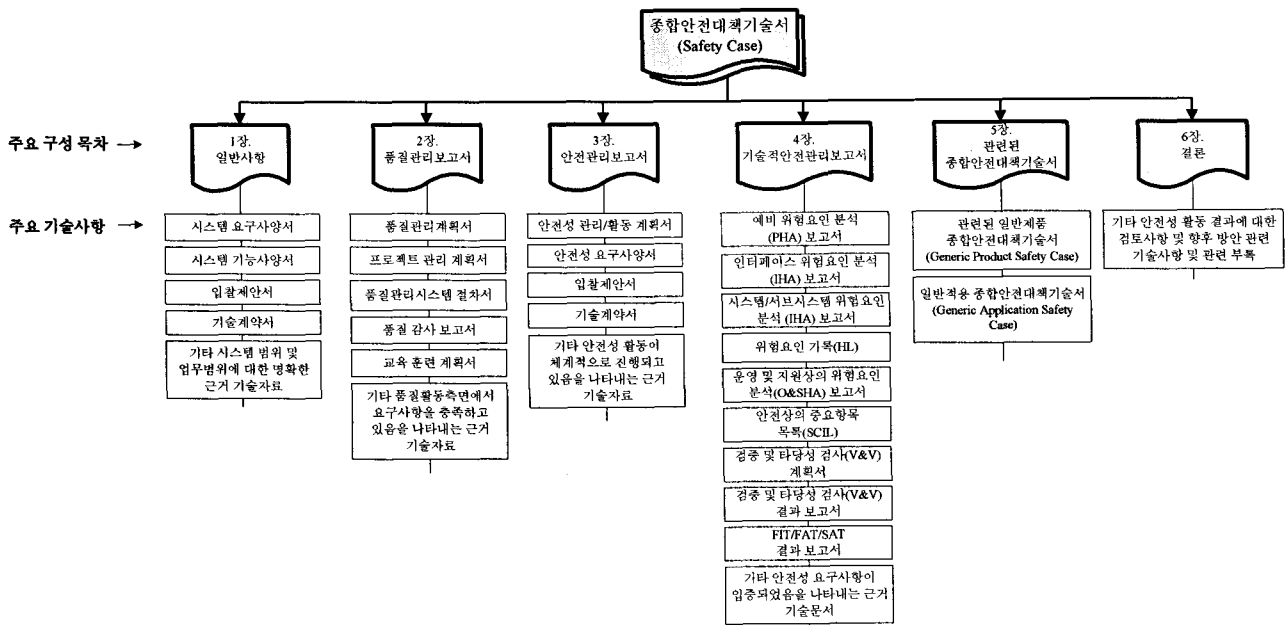 종합안전대책기술서
(Safety Case)
주요 구성 목차
1장.
일반사항
2장.
품질관리보고서
3장.
안전관리보고서
4장.
기술적안전관리보고서
5장.
관련된
종합안전대책기술서
6장.
결론
주요 기술사항
시스템 요구사양서
시스템 기능사양서
입찰제안서
기술계약서
기타 시스템 범위 및
업무범위에 대한 명확한
근거 기술자료
품질관리계획서
프로젝트 관리 계획서
품질관리시스템 절차서
품질 감사 보고서
교육 훈련 계획서
기타 품질활동측면에서
요구사항을 충족하고
있음을 나타내는 근거
기술자료
안전성 관리/활동 계획서
안전성 요구사양서
입찰제안서
기술계약서
기타 안전성 활동이
체계적으로 진행되고
있음을 나타내는 근거
기술자료
예비 위험요인 분석
(PHA) 보고서
인터페이스 위험요인 분석
(IHA) 보고서
시스템/서브시스템 위험요인
분석 (IHA) 보고서
위험요인 기록(HL)
운영 및 지원상의 위험요인
분석(O&SHA) 보고서
안전상의 중요항목
목록(SCIL)
검증 및 타당성 검사(V&V)
계획서
검증 및 타당성 검사(V&V)
결과 보고서
FIT/FAT/SAT
결과 보고서
기타 안전성 요구사항이
입증되었음을 나타내는 근거
기술문서
관련된 일반제품
종합안전대책기술서
(Generic Product Safety Case)
일반적용 종합안전대책기술서
(Generic Application Safety
Case)
기타 안전성 활동 결과에 대한
검토사항 및 향후 방안 관련
기술사항 및 관련 부록